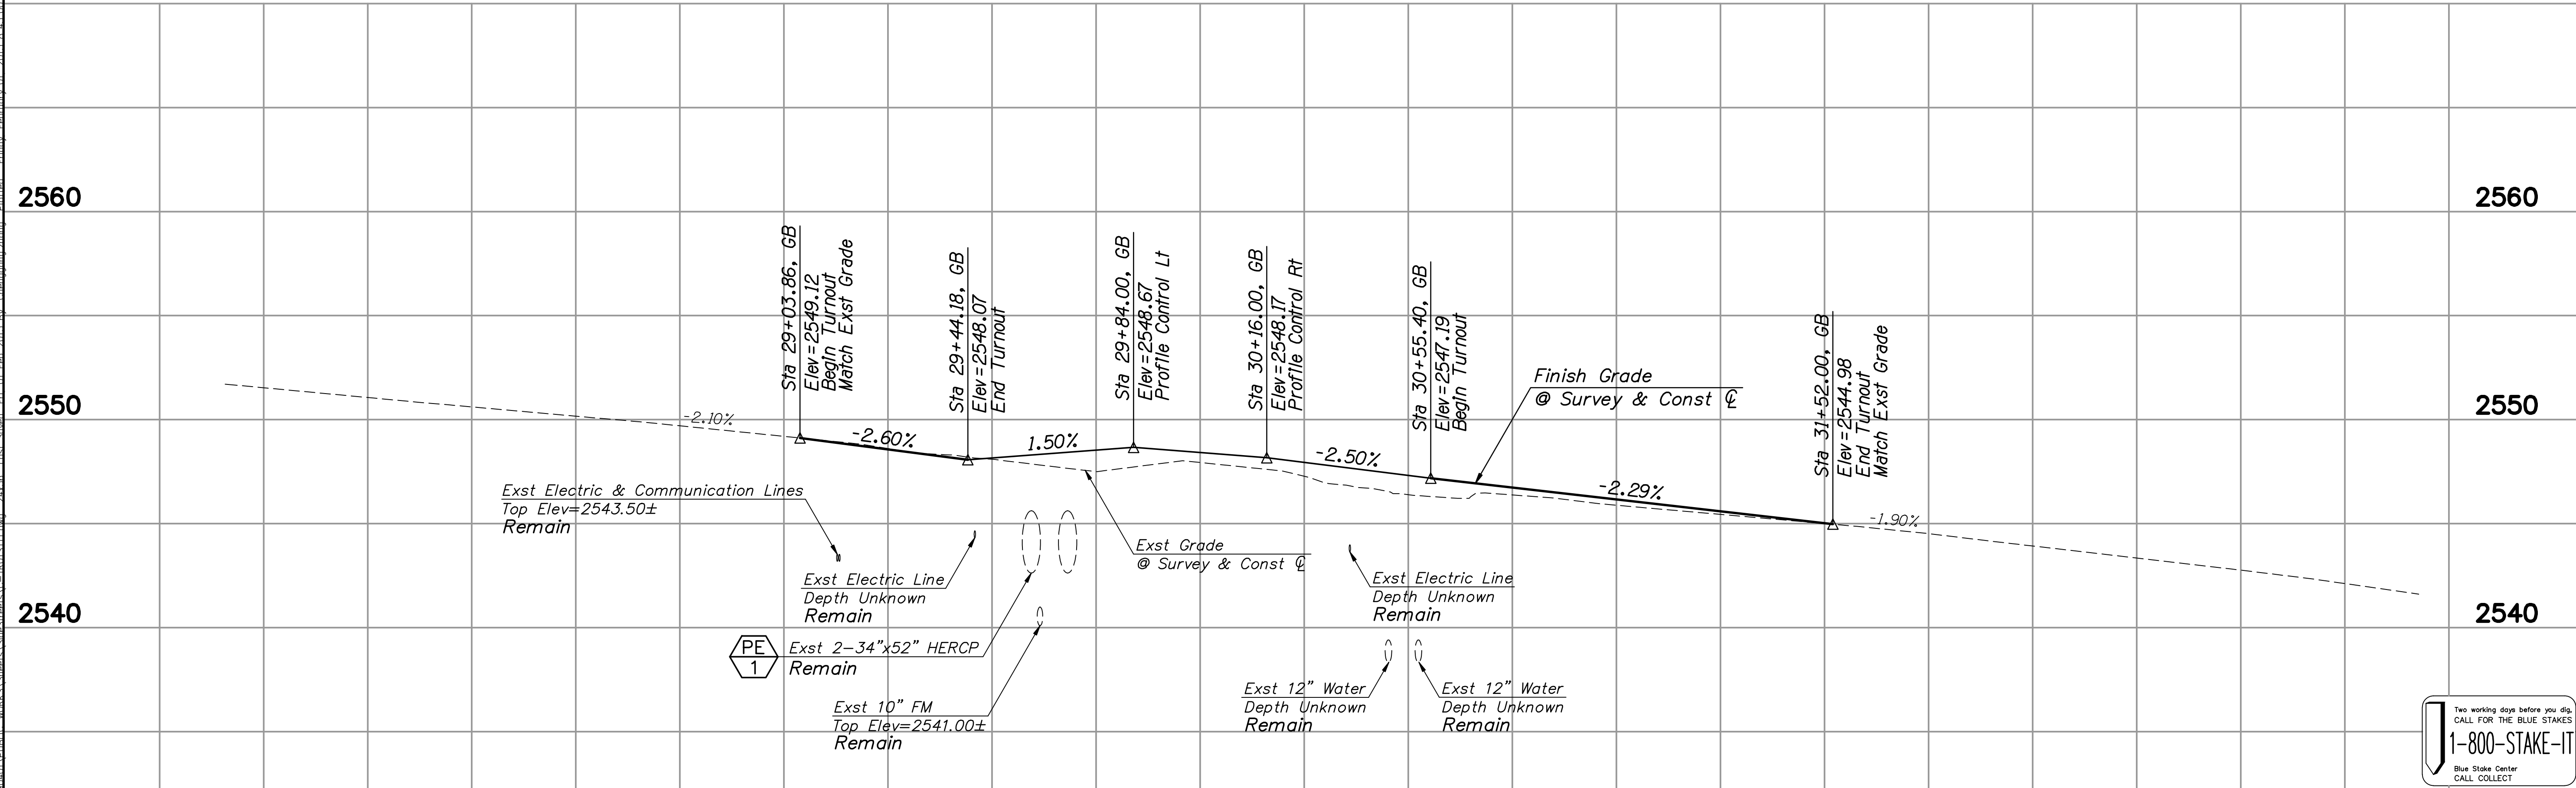 2560
2560
Sta 29+03.86, GB
Elev=2549.12
Begin Turnout
Match Exst Grade
Sta 29+44.18, GB
Elev=2548.07
End Turnout
Sta 29+84.00, GB
Elev=2548.67
Profile Control Lt
Sta 30+16.00, GB
Elev=2548.17
Profile Control Rt
Sta 30+55.40, GB
Elev=2547.19
Begin Turnout
Sta 31+52.00, GB
Elev=2544.98
End Turnout
Match Exst Grade
Finish Grade
@ Survey & Const ℄
2550
2550
-2.10%
-2.60%
1.50%
-2.50%
-2.29%
-1.90%
Exst Electric & Communication Lines
Top Elev=2543.50±
Remain
Exst Grade
@ Survey & Const ℄
Exst Electric Line
Depth Unknown
Remain
Exst Electric Line
Depth Unknown
Remain
2540
2540
PE
1
Exst 2-34"x52" HERCP
Remain
Exst 10" FM
Top Elev=2541.00±
Remain
Exst 12" Water
Depth Unknown
Remain
Exst 12" Water
Depth Unknown
Remain
Two working days before you dig,
CALL FOR THE BLUE STAKES
1-800-STAKE-IT
Blue Stake Center
CALL COLLECT